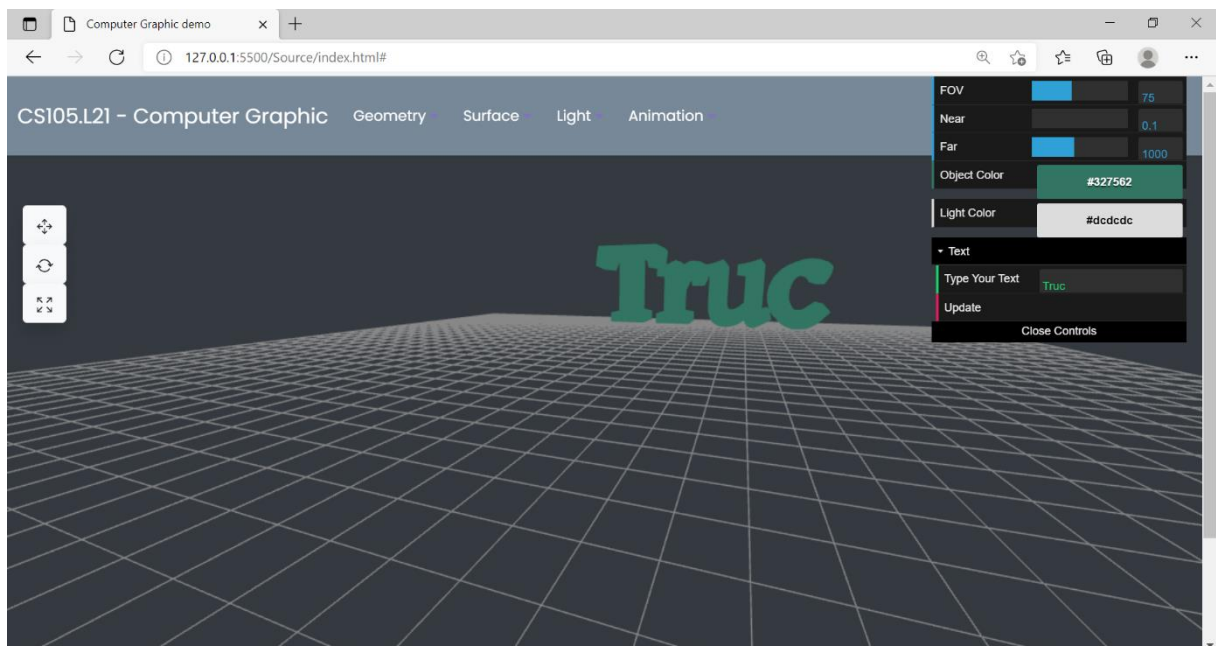 Computer Graphic demo
127.0.0.1:5500/Source/index.html#
CS105.L21 - Computer Graphic Geometry Surface Light Animation
FOV 75
Near 0.1
Far 1000
Object Color #327562
Light Color #dcdcdc
Text
Type Your Text Truc
Update
Close Controls
Truc